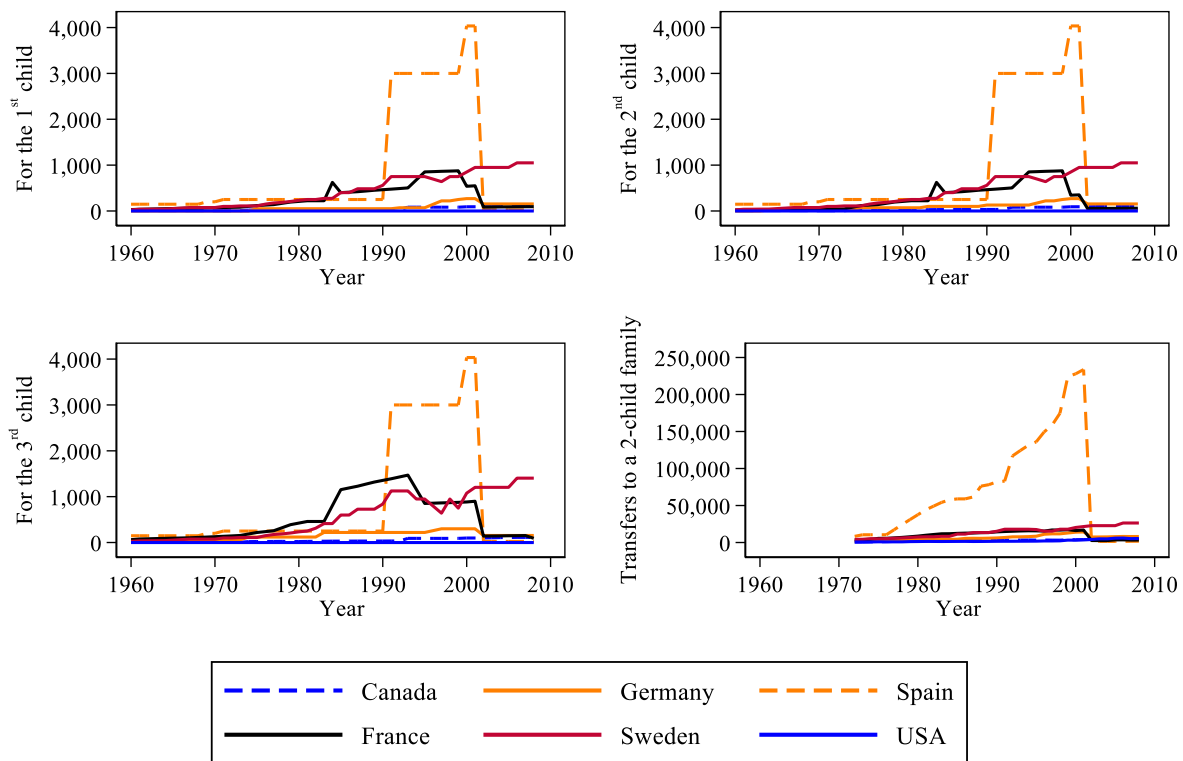 For the 1st child
4,000
3,000
2,000
1,000
0
1960 1970 1980 1990 2000 2010
Year
For the 2nd child
4,000
3,000
2,000
1,000
0
1960 1970 1980 1990 2000 2010
Year
For the 3rd child
4,000
3,000
2,000
1,000
0
1960 1970 1980 1990 2000 2010
Year
Transfers to a 2-child family
250,000
200,000
150,000
100,000
50,000
0
1960 1970 1980 1990 2000 2010
Year
Canada Germany Spain
France Sweden USA